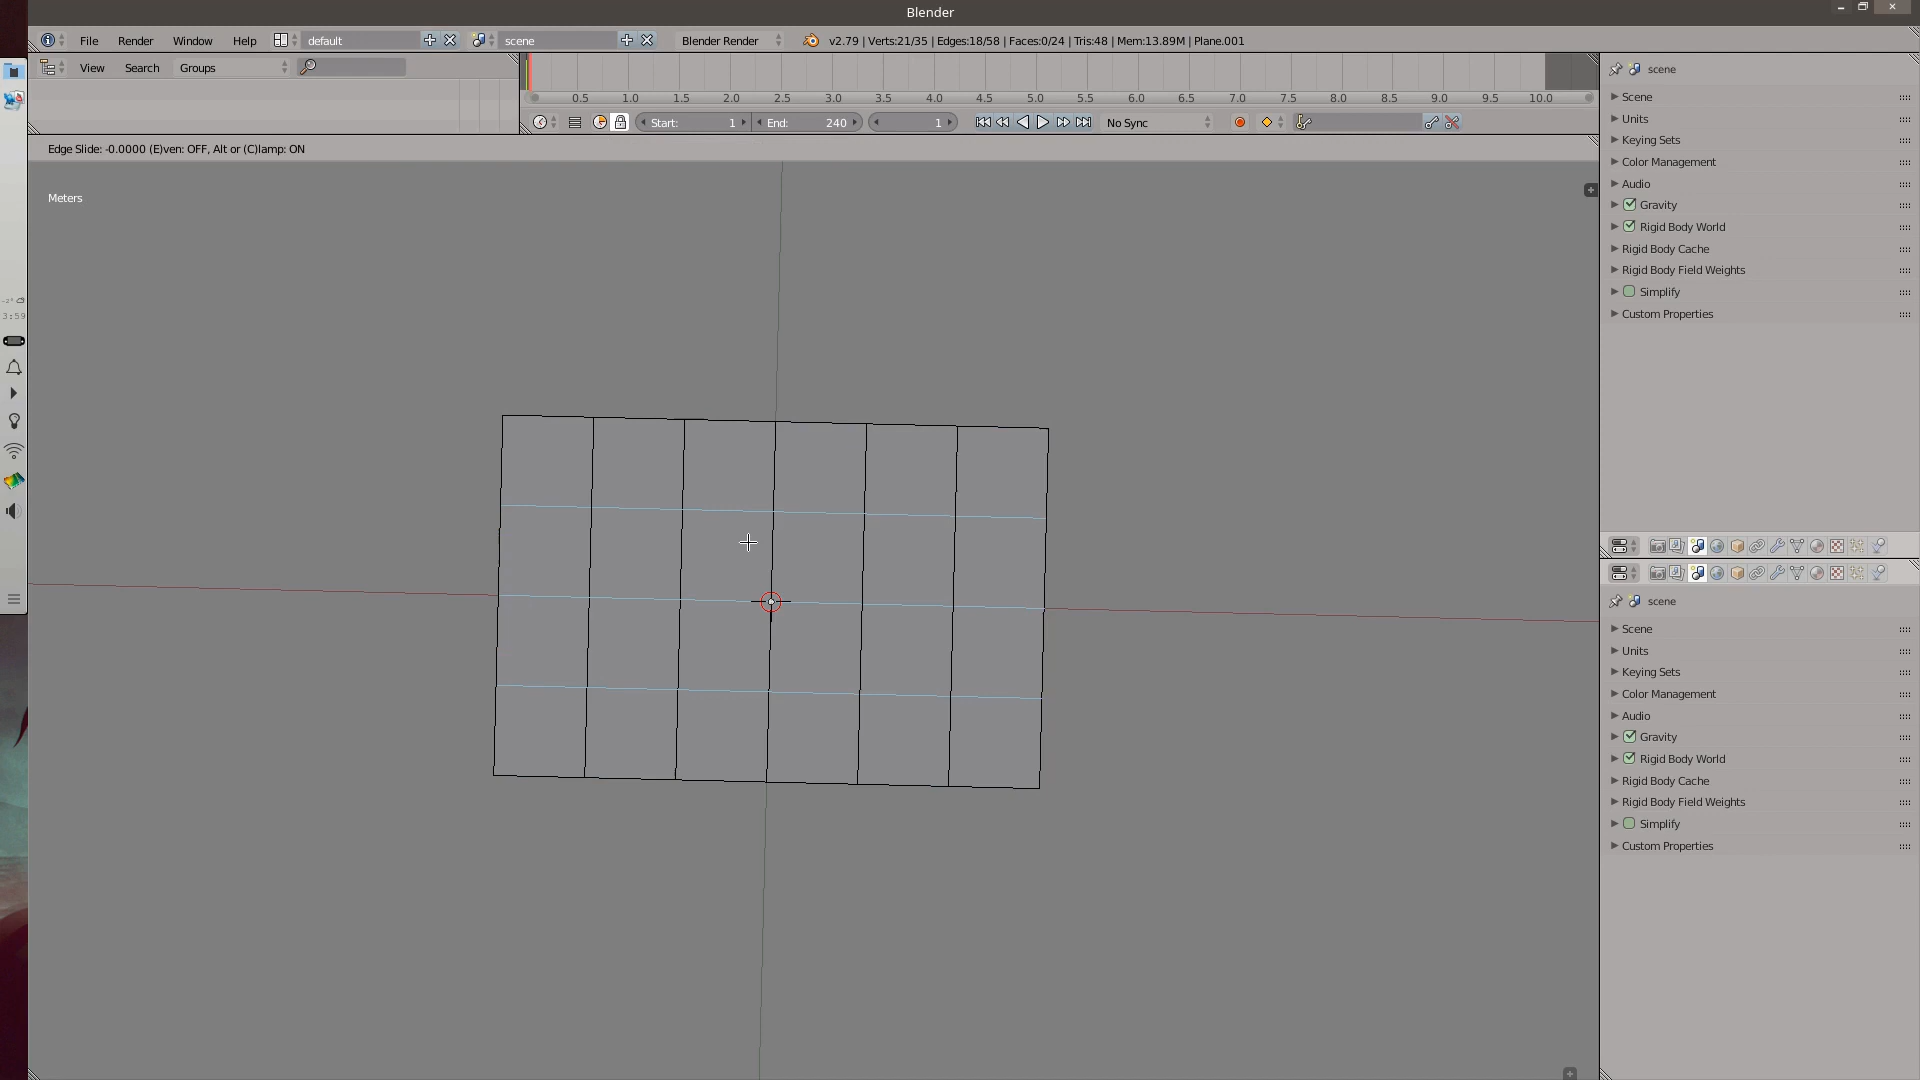 Blender
File Render Window Help default scene Blender Render v2.79 | Verts:21/35 | Edges:18/58 | Faces:0/24 | Tris:48 | Mem:13.89M | Plane.001
View Search Groups
0.5 1.0 1.5 2.0 2.5 3.0 3.5 4.0 4.5 5.0 5.5 6.0 6.5 7.0 7.5 8.0 8.5 9.0 9.5 10.0
Start: 1 End: 240 1 No Sync
Edge Slide: -0.0000 (E)ven: OFF, Alt or (C)lamp: ON
Meters
-2°
3:59
scene
Scene
Units
Keying Sets
Color Management
Audio
Gravity
Rigid Body World
Rigid Body Cache
Rigid Body Field Weights
Simplify
Custom Properties
scene
Scene
Units
Keying Sets
Color Management
Audio
Gravity
Rigid Body World
Rigid Body Cache
Rigid Body Field Weights
Simplify
Custom Properties